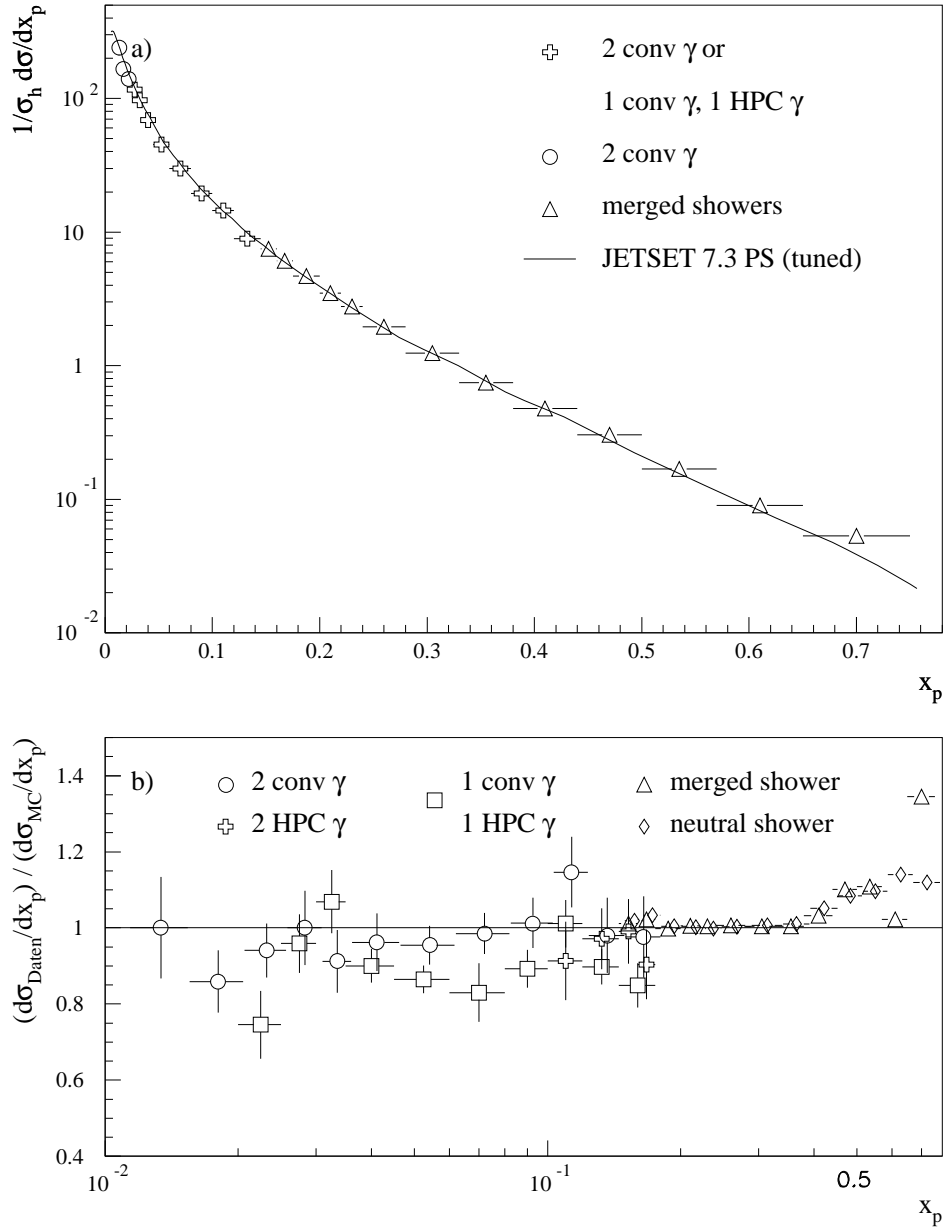 1/σ_h dσ/dx_p
a)
2 conv γ or
1 conv γ, 1 HPC γ
2 conv γ
merged showers
JETSET 7.3 PS (tuned)
10^2
10
1
10^-1
10^-2
0 0.1 0.2 0.3 0.4 0.5 0.6 0.7
x_p
(dσ_Daten/dx_p) / (dσ_MC/dx_p)
b)
2 conv γ 1 conv γ merged shower
2 HPC γ 1 HPC γ neutral shower
1.4
1.2
1
0.8
0.6
0.4
10^-2 10^-1 0.5
x_p